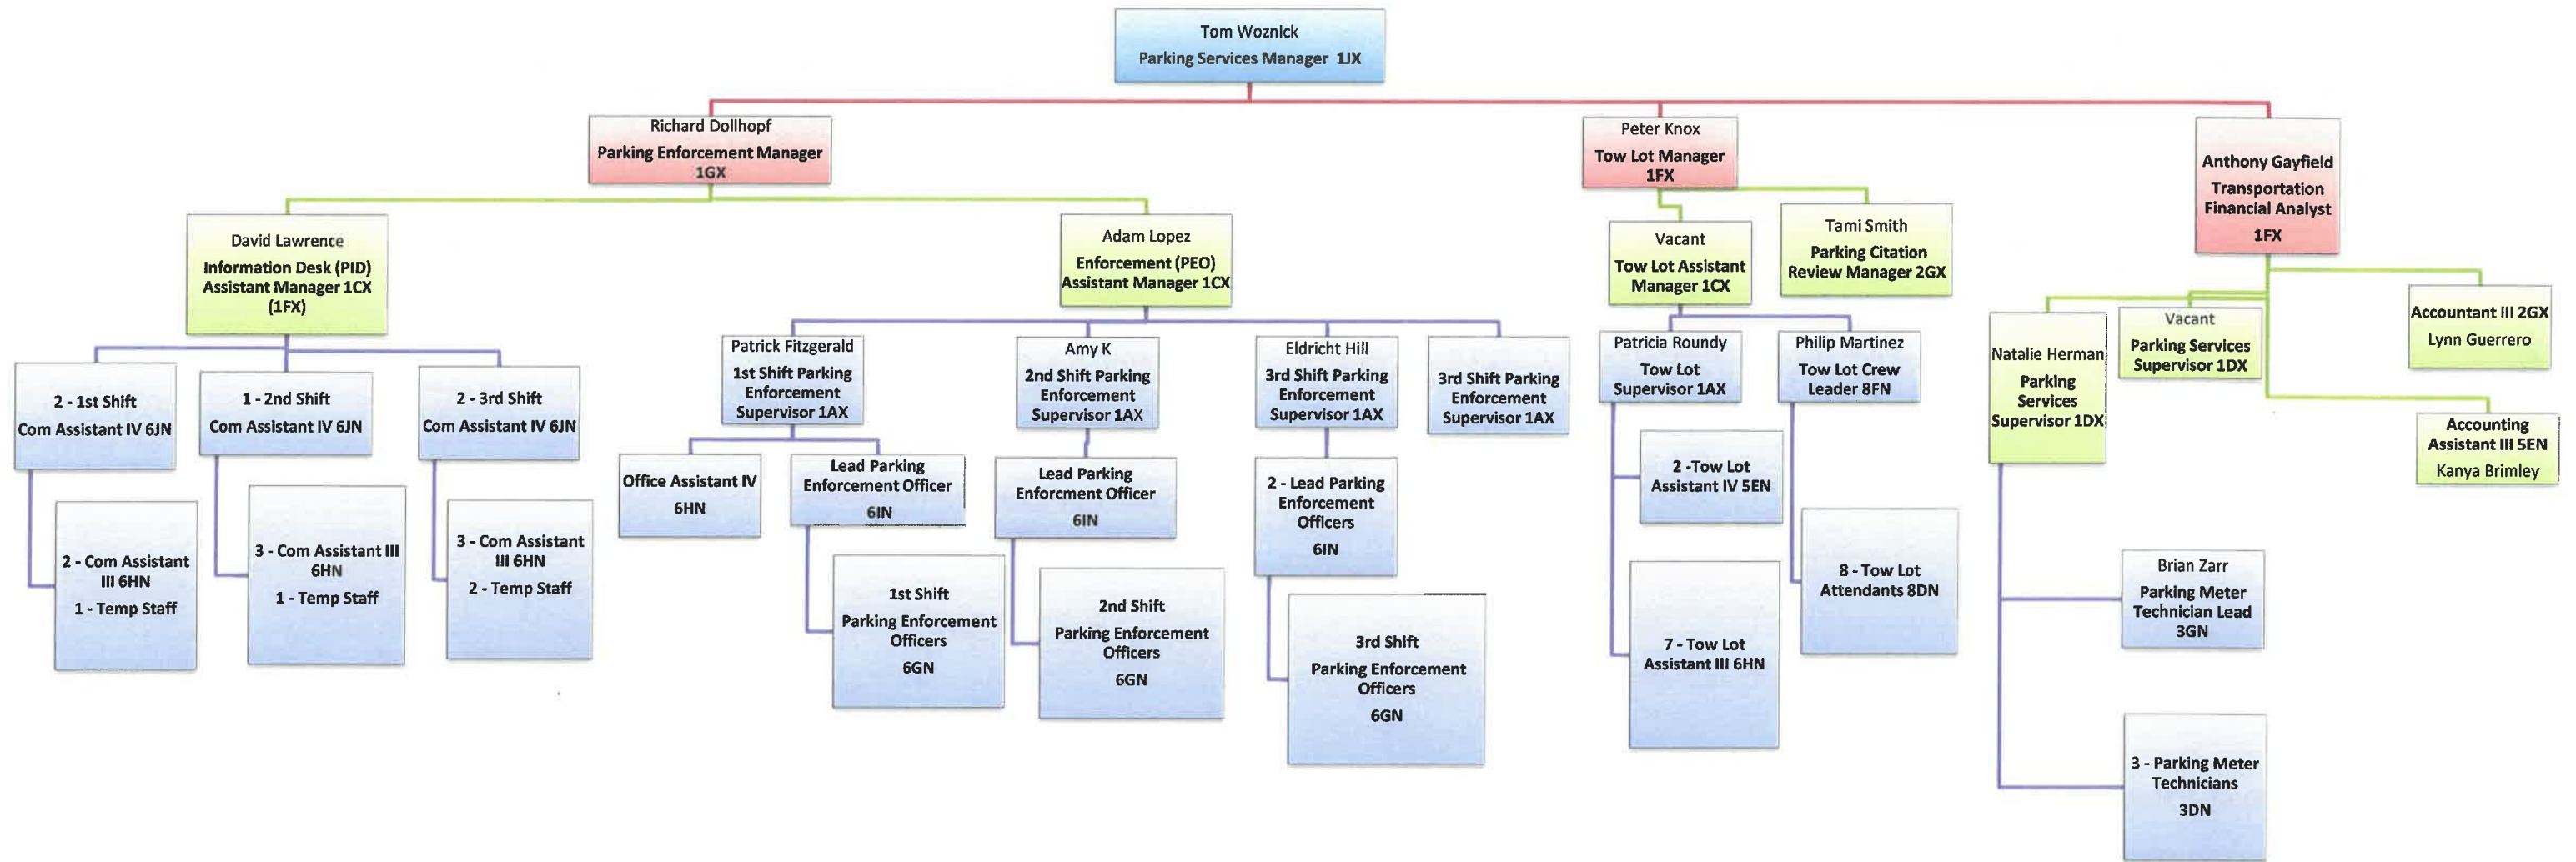 Tom Woznick
Parking Services Manager 1JX
Richard Dollhopf
Parking Enforcement Manager
1GX
Peter Knox
Tow Lot Manager
1FX
Anthony Gayfield
Transportation
Financial Analyst
1FX
David Lawrence
Information Desk (PID)
Assistant Manager 1CX
(1FX)
Adam Lopez
Enforcement (PEO)
Assistant Manager 1CX
Vacant
Tow Lot Assistant
Manager 1CX
Tami Smith
Parking Citation
Review Manager 2GX
Natalie Herman
Parking
Services
Supervisor 1DX
Vacant
Parking Services
Supervisor 1DX
Accountant III 2GX
Lynn Guerrero
Accounting
Assistant III 5EN
Kanya Brimley
2 - 1st Shift
Com Assistant IV 6JN
1 - 2nd Shift
Com Assistant IV 6JN
2 - 3rd Shift
Com Assistant IV 6JN
Patrick Fitzgerald
1st Shift Parking
Enforcement
Supervisor 1AX
Amy K
2nd Shift Parking
Enforcement
Supervisor 1AX
Eldricht Hill
3rd Shift Parking
Enforcement
Supervisor 1AX
3rd Shift Parking
Enforcement
Supervisor 1AX
Patricia Roundy
Tow Lot
Supervisor 1AX
Philip Martinez
Tow Lot Crew
Leader 8FN
2 - Com Assistant
III 6HN
1 - Temp Staff
3 - Com Assistant III
6HN
1 - Temp Staff
3 - Com Assistant
III 6HN
2 - Temp Staff
Office Assistant IV
6HN
Lead Parking
Enforcement Officer
6IN
Lead Parking
Enforcment Officer
6IN
2 - Lead Parking
Enforcement
Officers
6IN
2 -Tow Lot
Assistant IV 5EN
1st Shift
Parking Enforcement
Officers
6GN
2nd Shift
Parking Enforcement
Officers
6GN
3rd Shift
Parking Enforcement
Officers
6GN
7 - Tow Lot
Assistant III 6HN
8 - Tow Lot
Attendants 8DN
Brian Zarr
Parking Meter
Technician Lead
3GN
3 - Parking Meter
Technicians
3DN